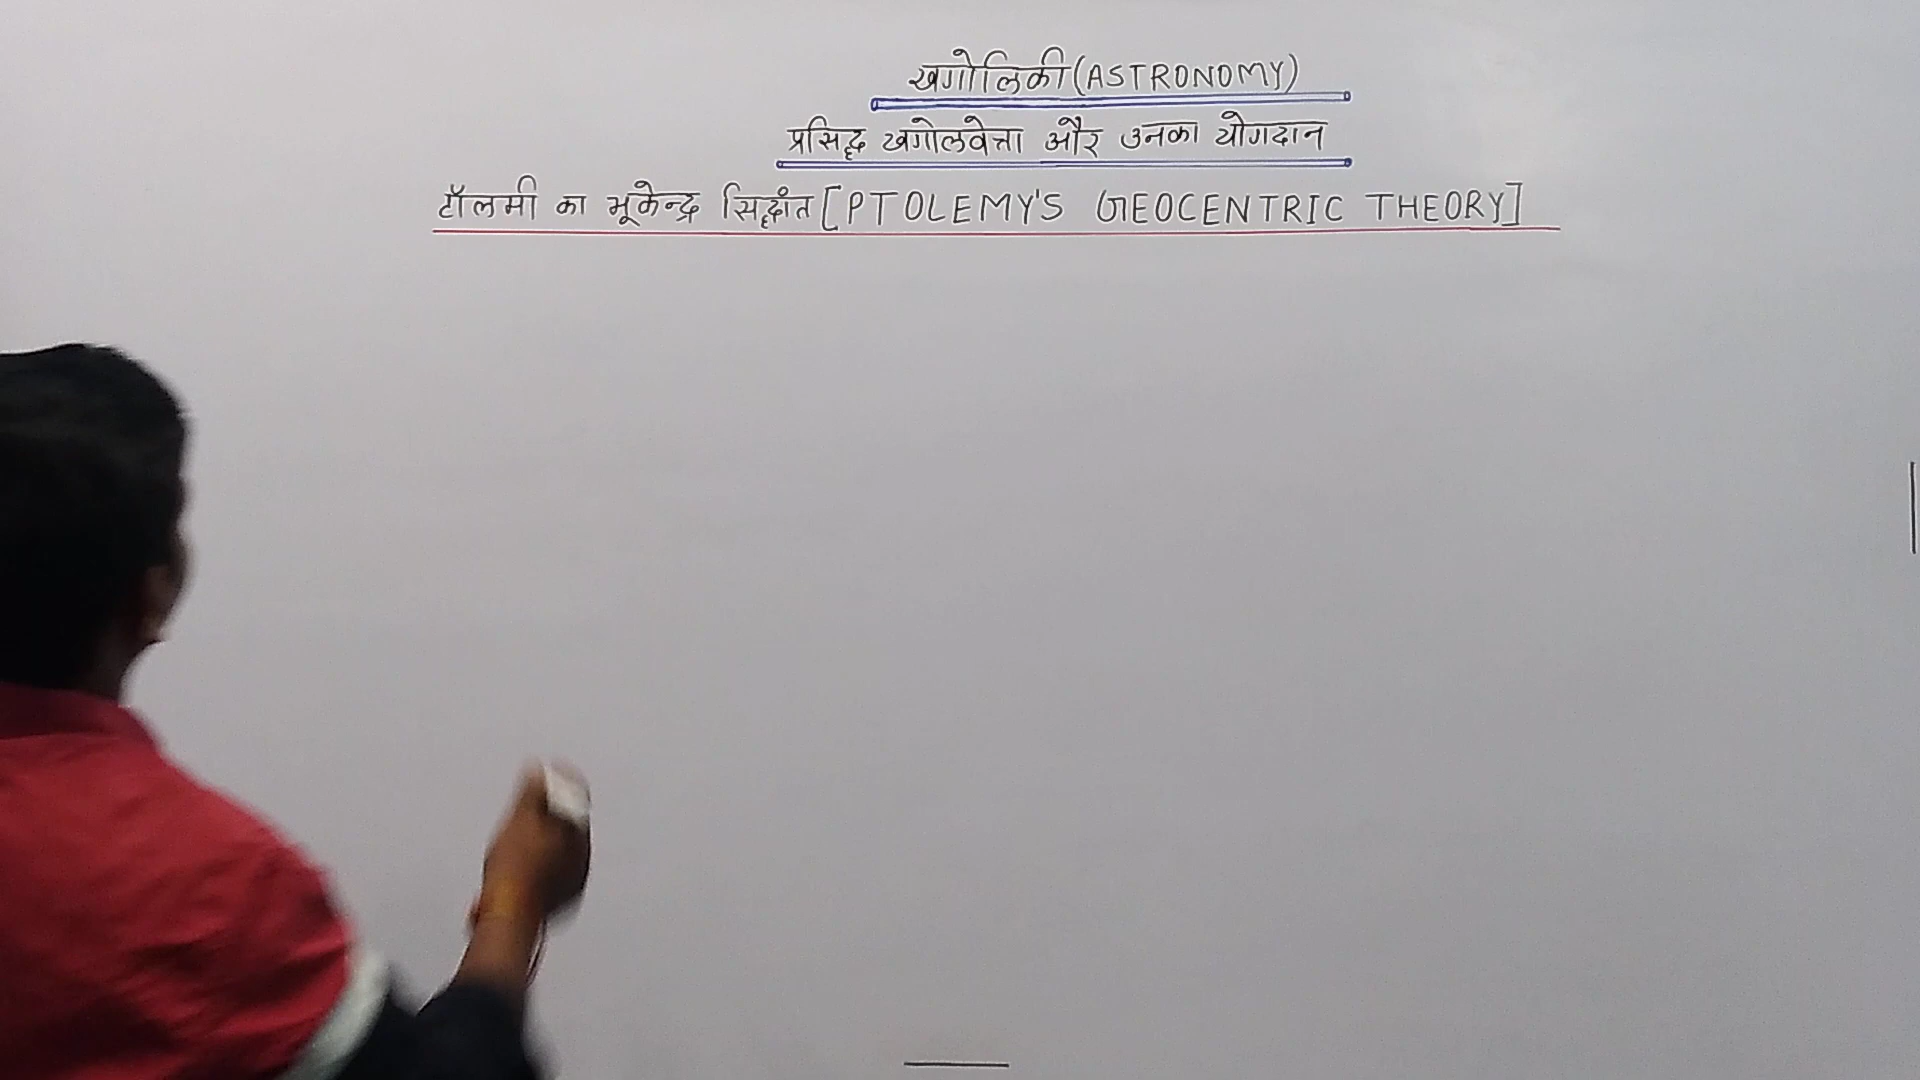 खगोलिकी(ASTRONOMY)
प्रसिद्ध खगोलवेत्ता और उनका योगदान
टॉलमी का भूकेन्द्र सिद्धांत [PTOLEMY'S GEOCENTRIC THEORY]